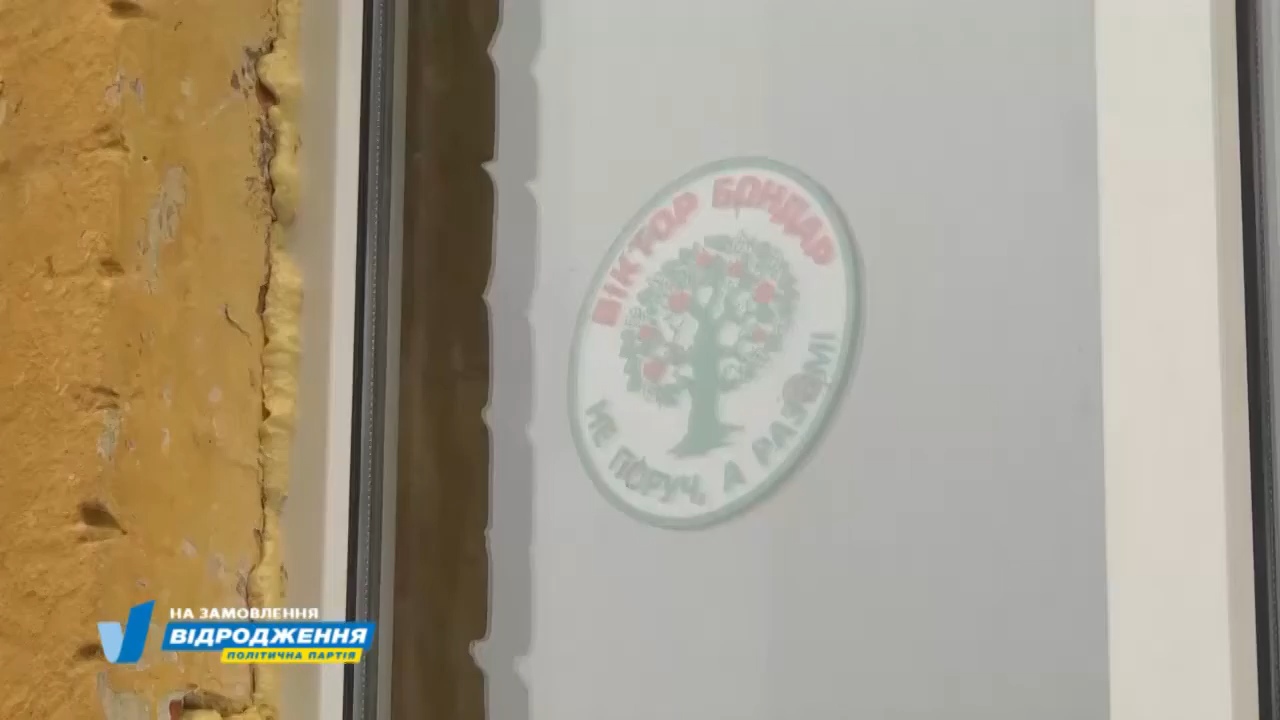 ВІКТОР БОНДАР
НЕ ПОРУЧ, А РАЗОМ!
НА ЗАМОВЛЕННЯ
ВІДРОДЖЕННЯ
ПОЛІТИЧНА ПАРТІЯ